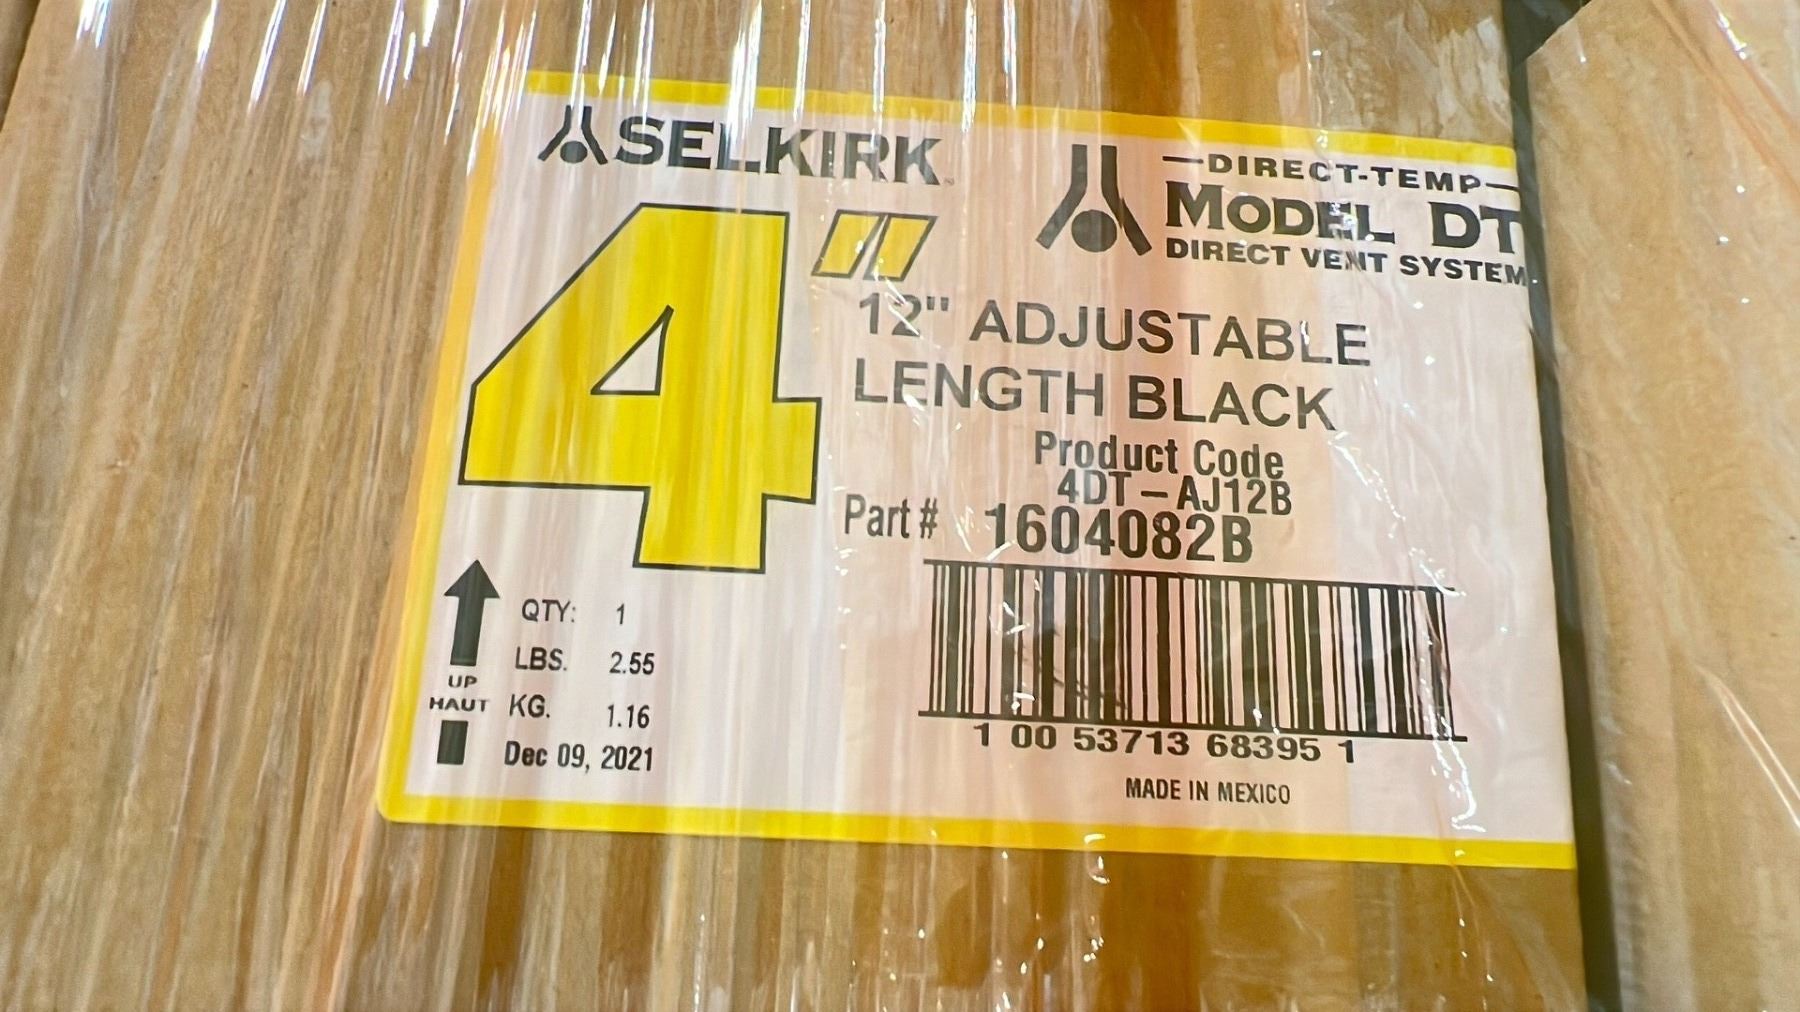 SELKIRK
DIRECT-TEMP
MODEL DT
DIRECT VENT SYSTEM
4"
12" ADJUSTABLE
LENGTH BLACK
Product Code
4DT-AJ12B
Part # 1604082B
UP
HAUT
QTY: 1
LBS. 2.55
KG. 1.16
Dec 09, 2021
1 00 53713 68395 1
MADE IN MEXICO